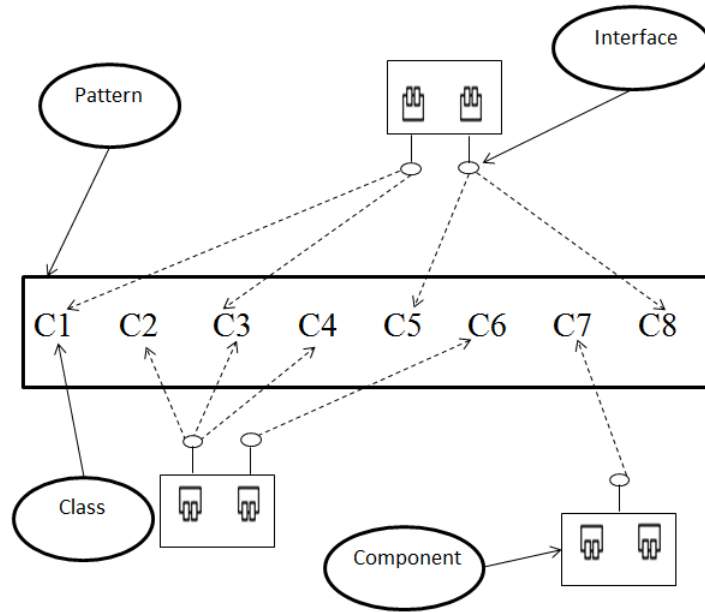 Interface
Pattern
C1 C2 C3 C4 C5 C6 C7 C8
Class
Component